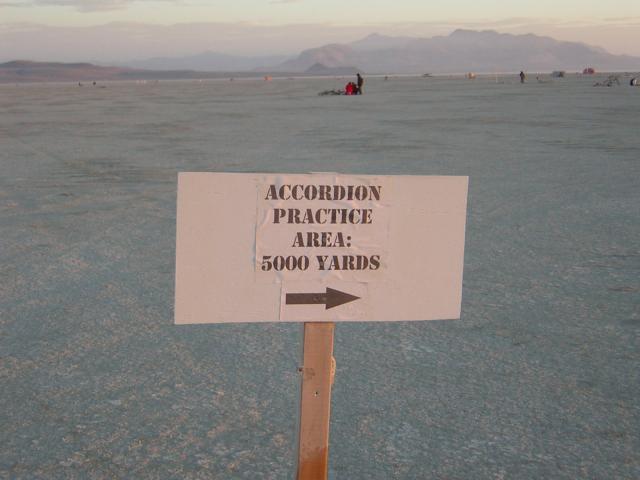 ACCORDION
PRACTICE
AREA:
5000 YARDS